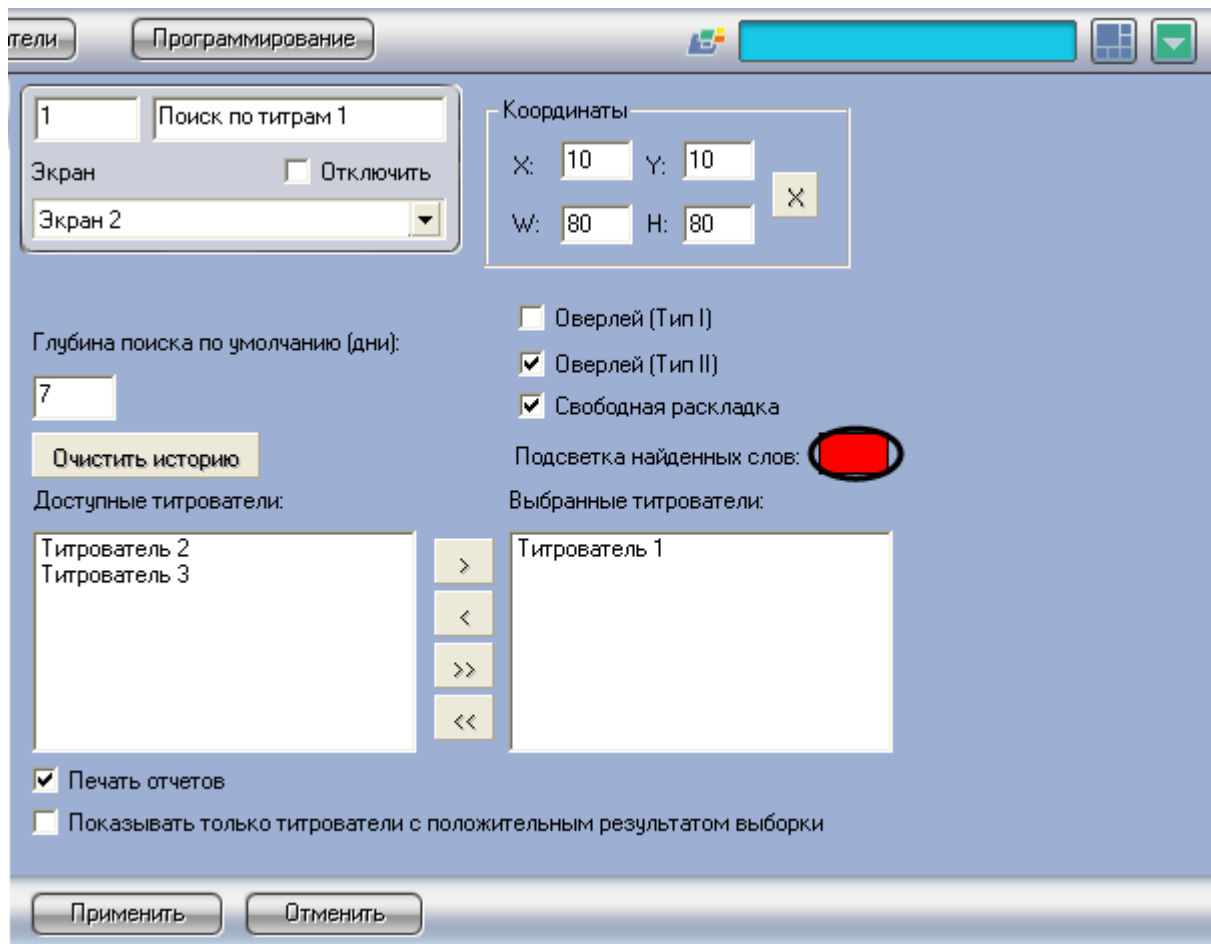 тели Программирование
1 Поиск по титрам 1
Экран Отключить
Экран 2
Координаты
X: 10 Y: 10
X
W: 80 H: 80
Глубина поиска по умолчанию (дни):
7
Очистить историю
Оверлей (Тип I)
Оверлей (Тип II)
Свободная раскладка
Подсветка найденных слов:
Доступные титрователи:
Титрователь 2
Титрователь 3
>
<
>>
<<
Выбранные титрователи:
Титрователь 1
Печать отчетов
Показывать только титрователи с положительным результатом выборки
Применить Отменить